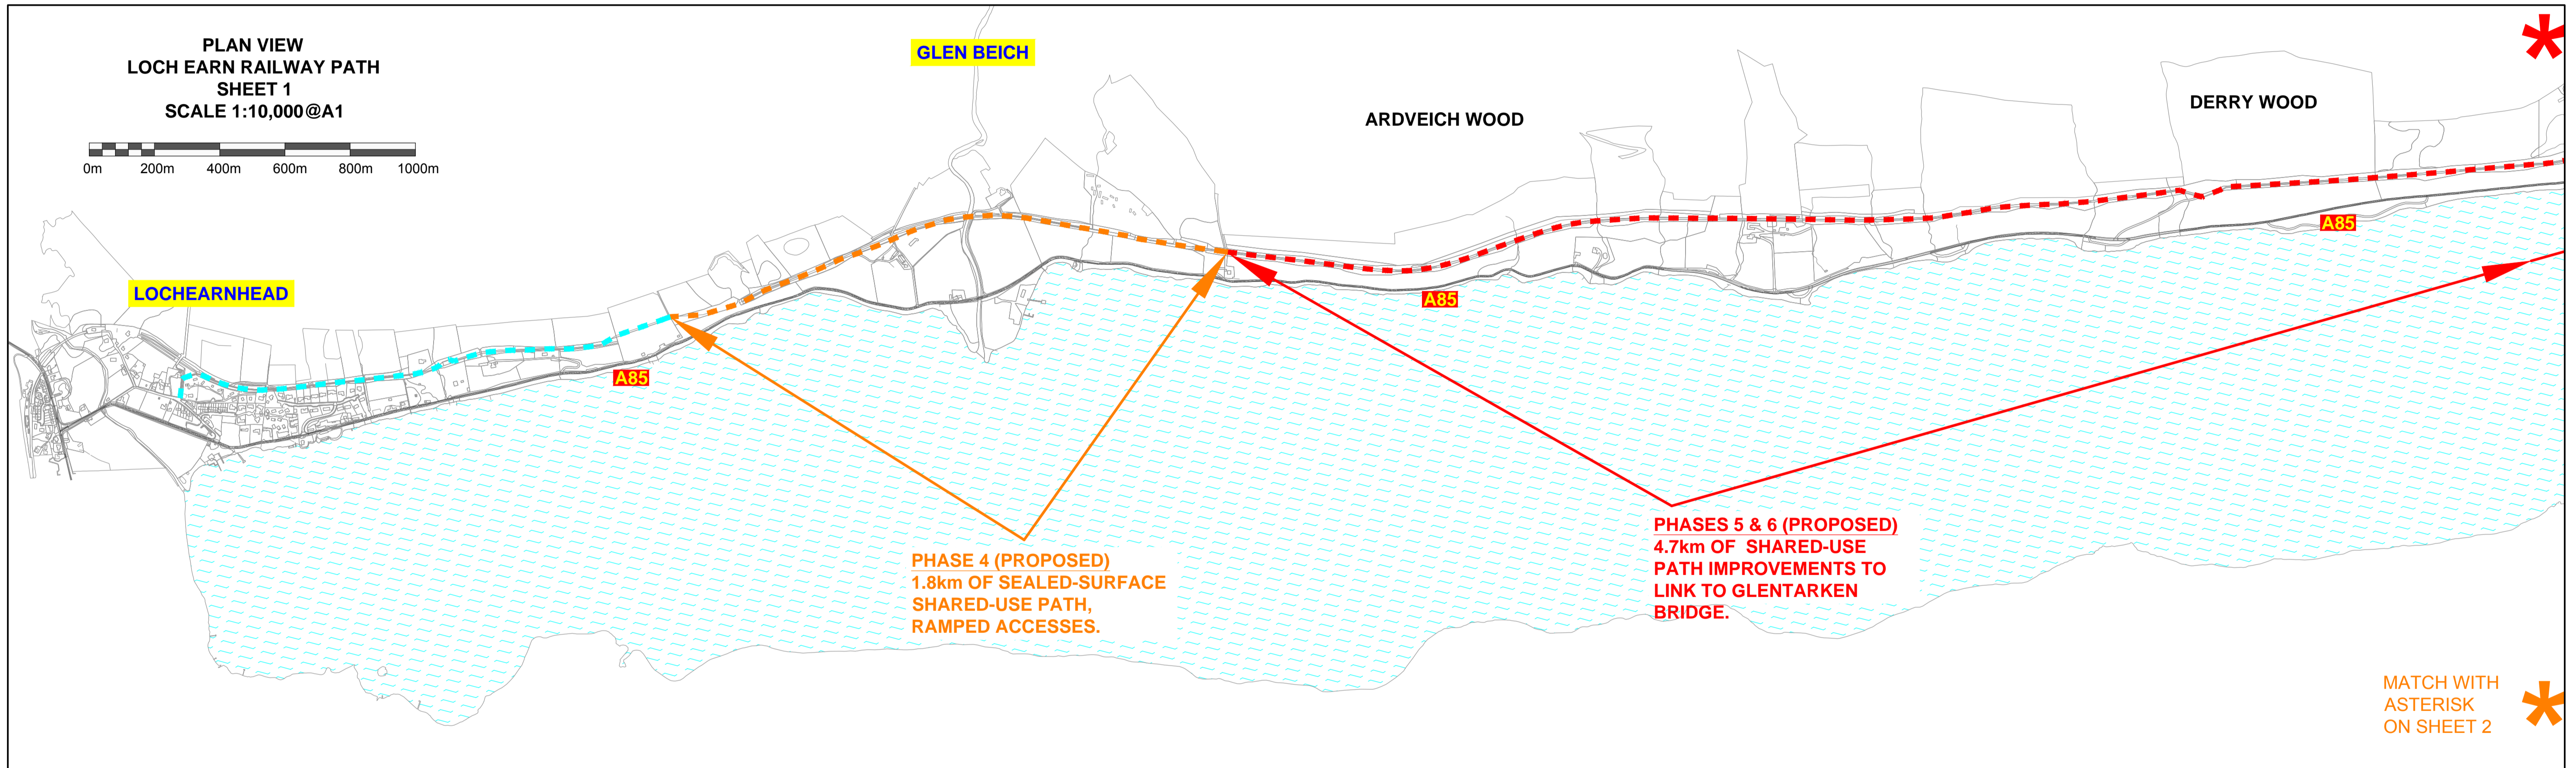 PLAN VIEW
LOCH EARN RAILWAY PATH
SHEET 1
SCALE 1:10,000@A1
0m 200m 400m 600m 800m 1000m
GLEN BEICH
ARDVEICH WOOD
DERRY WOOD
LOCHEARNHEAD
A85
A85
A85
PHASE 4 (PROPOSED)
1.8km OF SEALED-SURFACE
SHARED-USE PATH,
RAMPED ACCESSES.
PHASES 5 & 6 (PROPOSED)
4.7km OF SHARED-USE
PATH IMPROVEMENTS TO
LINK TO GLENTARKEN
BRIDGE.
MATCH WITH
ASTERISK
ON SHEET 2